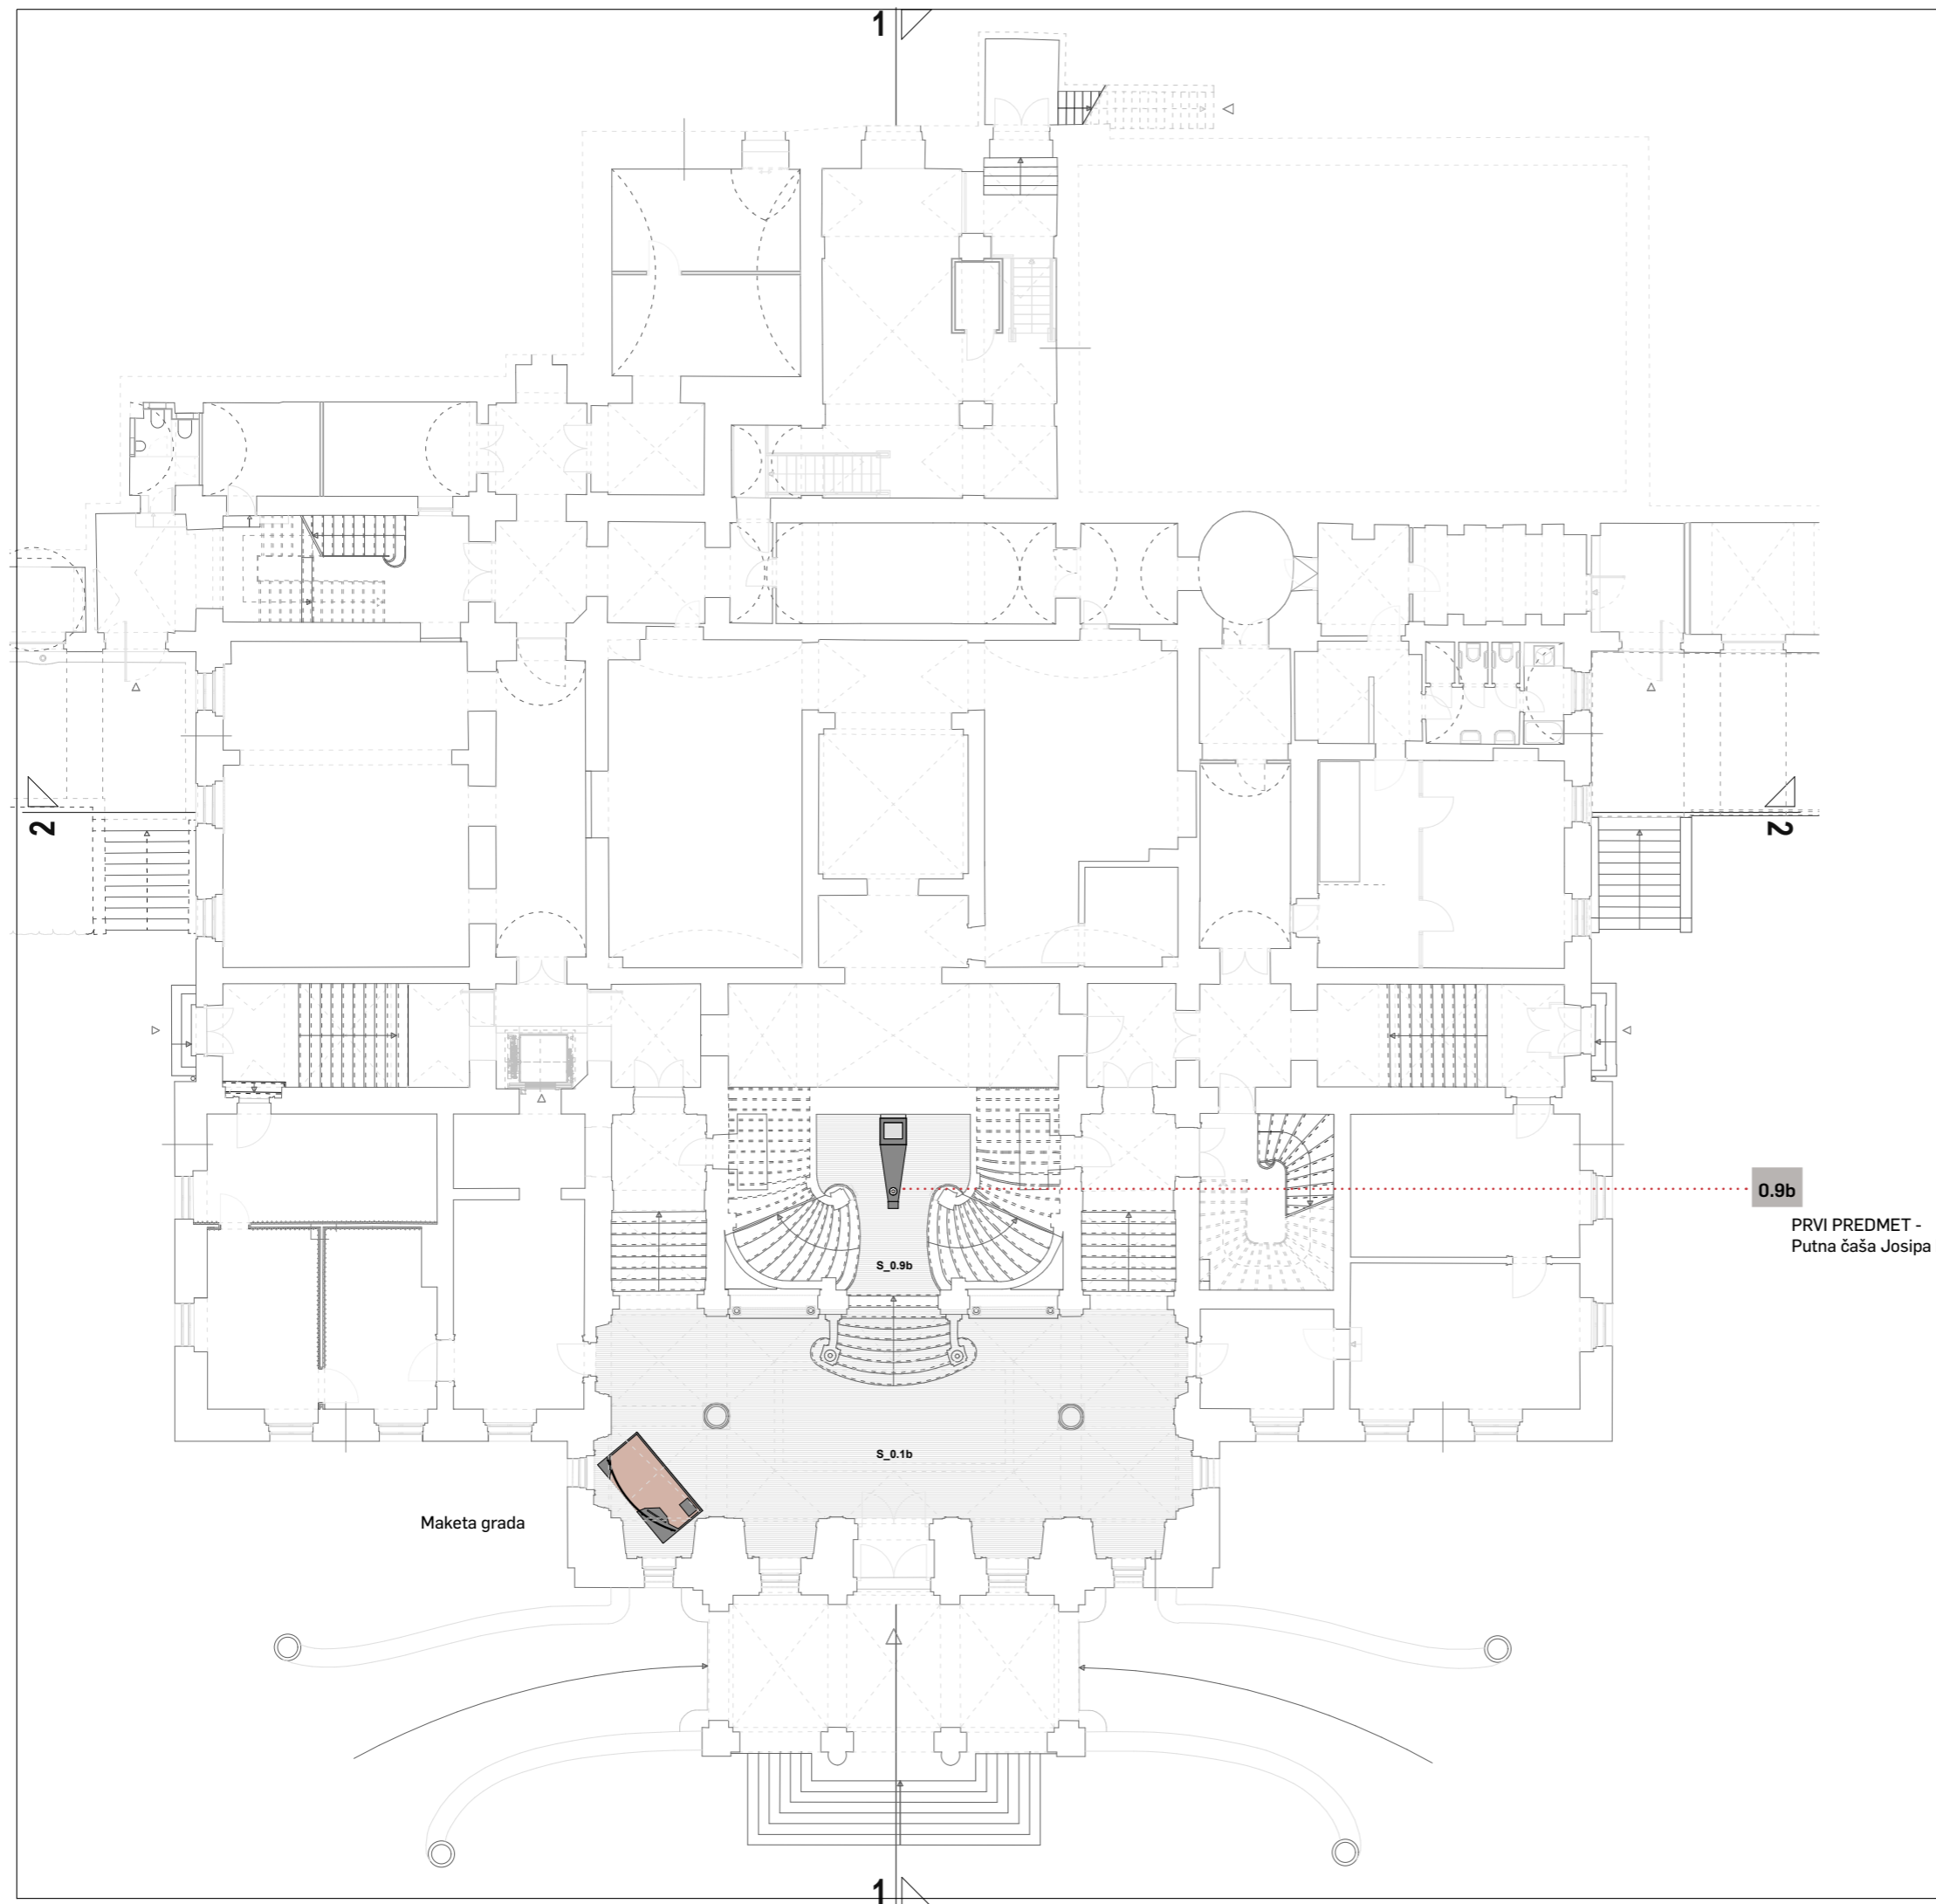 1
2
2
0.9b
PRVI PREDMET -
Putna čaša Josipa
S_0.9b
S_0.1b
Maketa grada
1